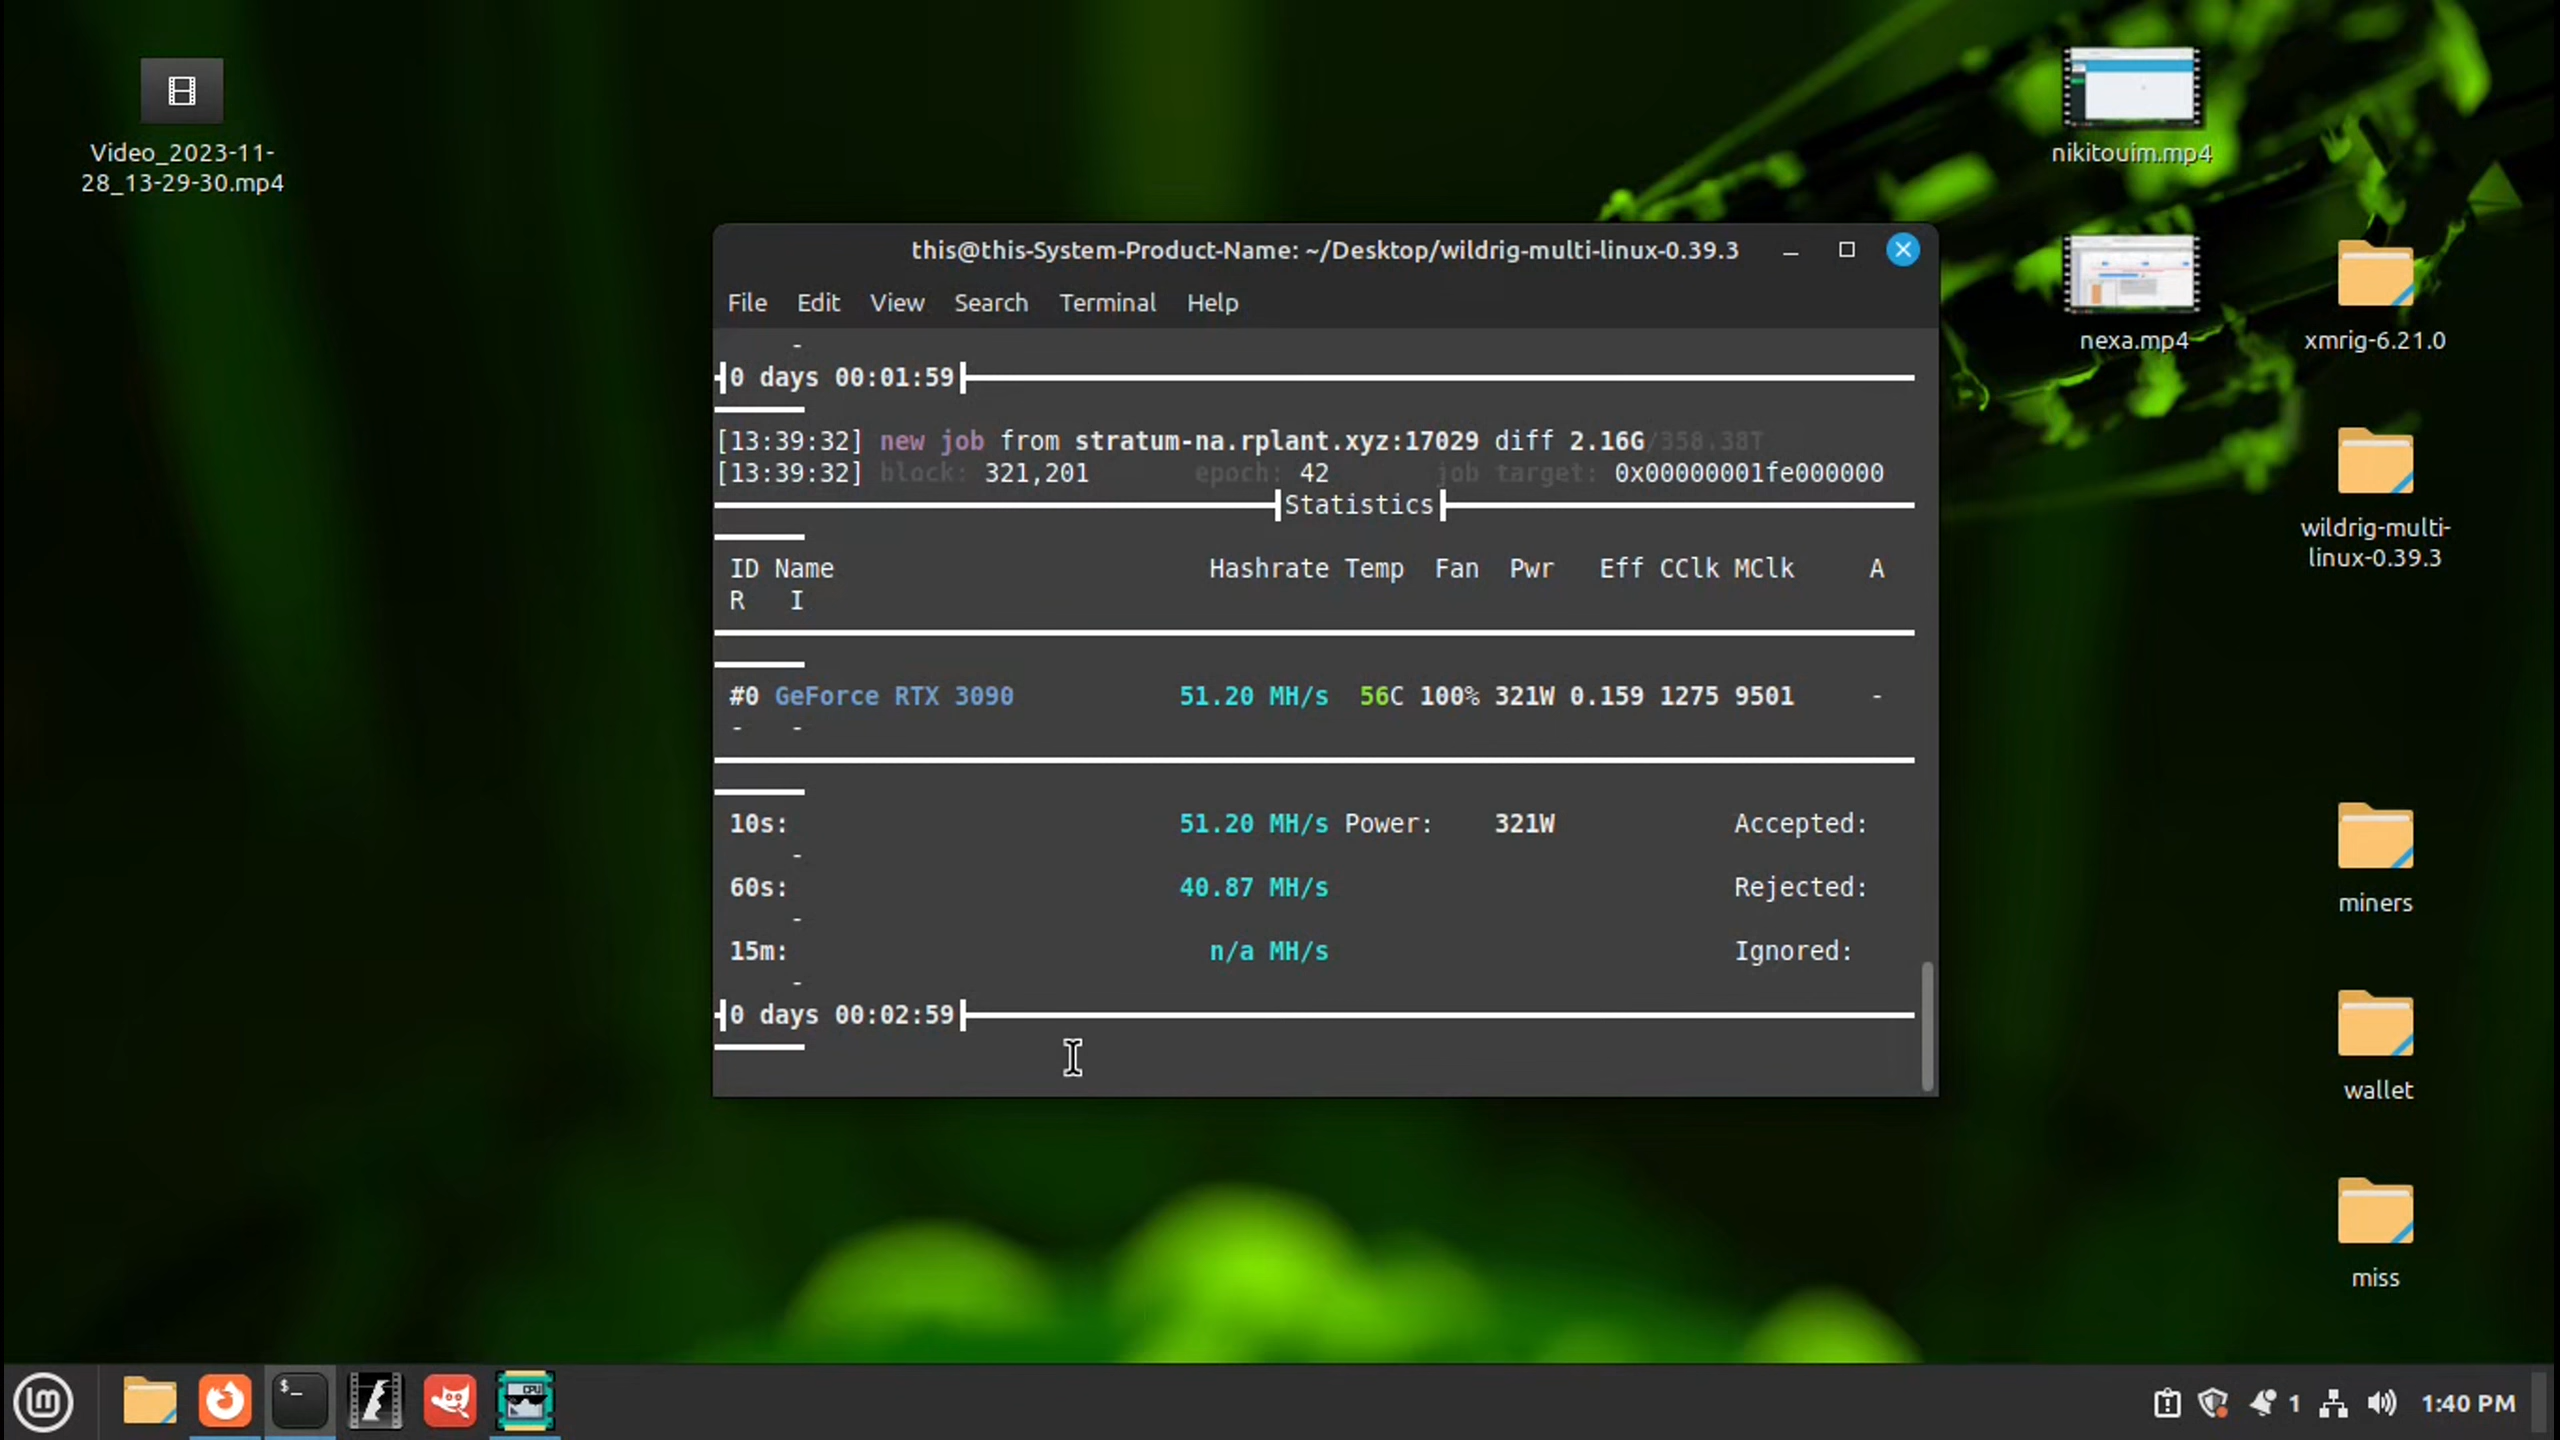 Video_2023-11-
28_13-29-30.mp4
nikitouim.mp4
nexa.mp4
xmrig-6.21.0
wildrig-multi-
linux-0.39.3
miners
wallet
miss
this@this-System-Product-Name: ~/Desktop/wildrig-multi-linux-0.39.3
File Edit View Search Terminal Help
-
0 days 00:01:59
[13:39:32] new job from stratum-na.rplant.xyz:17029 diff 2.16G/358.38T
[13:39:32] block: 321,201 epoch: 42 job target: 0x00000001fe000000
Statistics
ID Name Hashrate Temp Fan Pwr Eff CClk MClk A
R I
#0 GeForce RTX 3090 51.20 MH/s 56C 100% 321W 0.159 1275 9501 -
- -
10s: 51.20 MH/s Power: 321W Accepted:
-
60s: 40.87 MH/s Rejected:
-
15m: n/a MH/s Ignored:
-
0 days 00:02:59
$_
CPU
1
1:40 PM